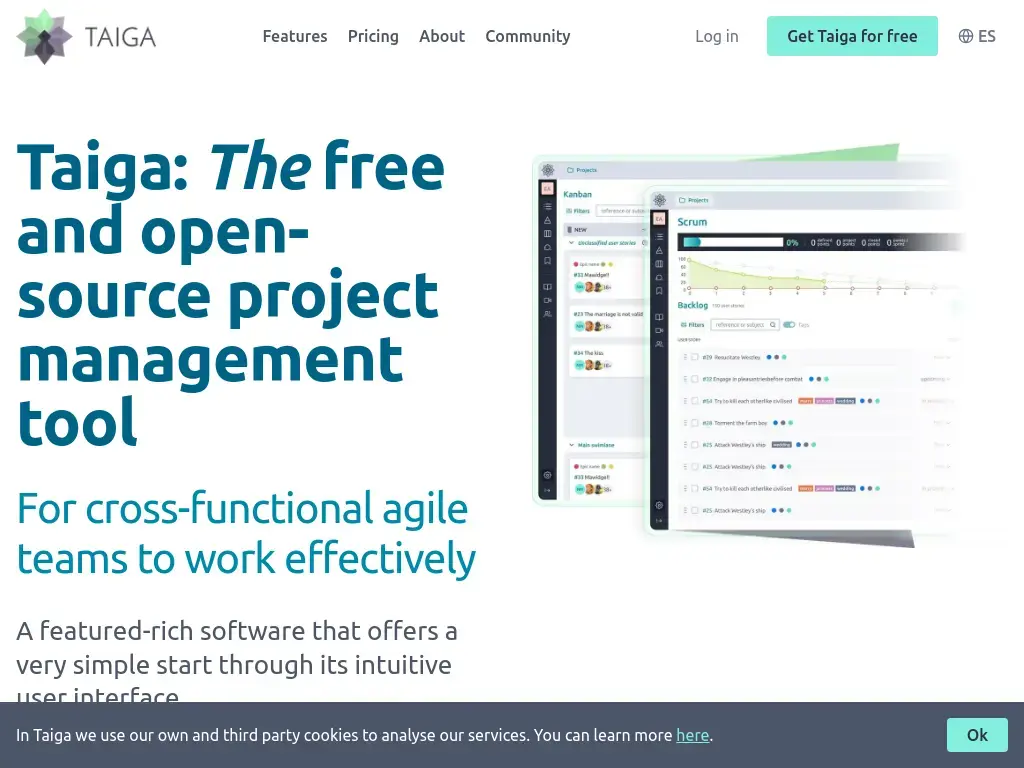 TAIGA
Features Pricing About Community Log in Get Taiga for free ES
Taiga: The free
and open-
source project
management
tool
For cross-functional agile
teams to work effectively
A featured-rich software that offers a
very simple start through its intuitive
user interface
Projects
Kanban
Filters
NEW
Unclassified user stories
#23 The marriage is not valid
#34 The kiss
Main swimlane
Projects
Scrum
0%
Backlog
Filters reference or subject Tags
#29 Resuscitate Westley
#32 Engage in pleasantries before combat
#54 Try to kill each other like civilised
#28 Torment the farm boy
#25 Attack Westley's ship
#25 Attack Westley's ship
#54 Try to kill each other like civilised
#25 Attack Westley's ship
In Taiga we use our own and third party cookies to analyse our services. You can learn more here.
Ok